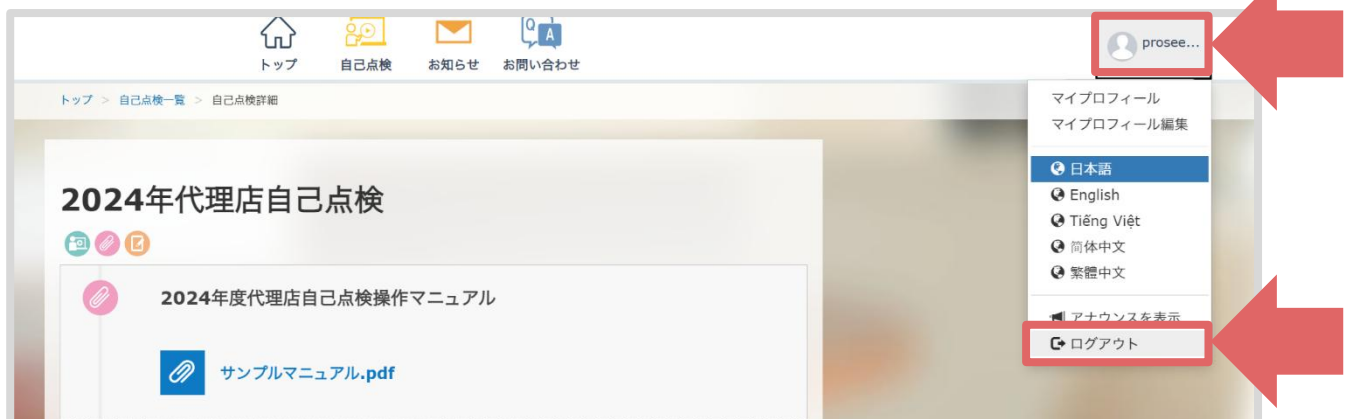 Q A
トップ
自己点検
お知らせ
お問い合わせ
prosee...
トップ > 自己点検一覧 > 自己点検詳細
マイプロフィール
マイプロフィール編集
日本語
English
Tiếng Việt
简体中文
繁體中文
アナウンスを表示
ログアウト
2024年代理店自己点検
2024年度代理店自己点検操作マニュアル
サンプルマニュアル.pdf